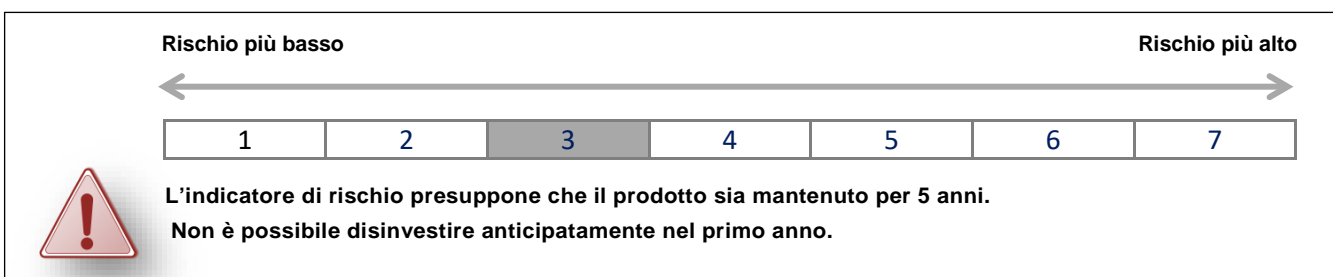 Rischio più basso Rischio più alto
1 2 3 4 5 6 7
L’indicatore di rischio presuppone che il prodotto sia mantenuto per 5 anni.
Non è possibile disinvestire anticipatamente nel primo anno.